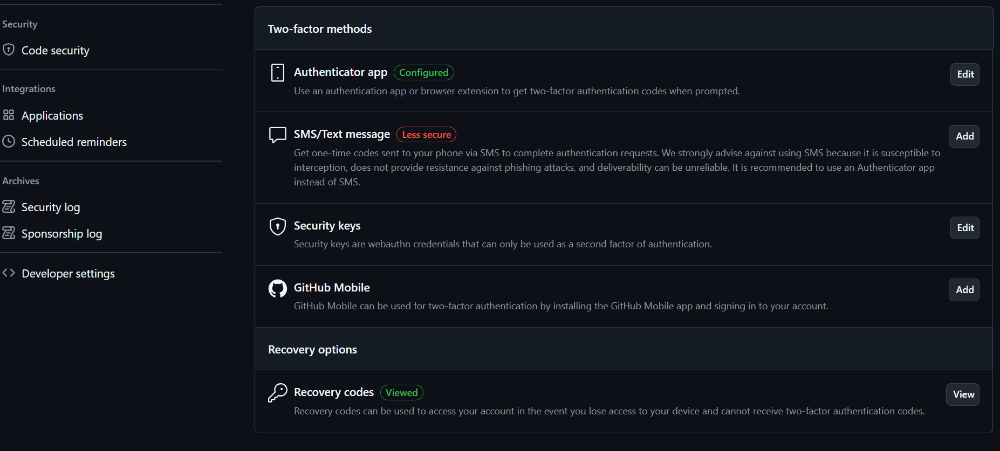 Security
Code security
Integrations
Applications
Scheduled reminders
Archives
Security log
Sponsorship log
Developer settings
Two-factor methods
Authenticator app Configured
Edit
Use an authentication app or browser extension to get two-factor authentication codes when prompted.
SMS/Text message Less secure
Add
Get one-time codes sent to your phone via SMS to complete authentication requests. We strongly advise against using SMS because it is susceptible to
interception, does not provide resistance against phishing attacks, and deliverability can be unreliable. It is recommended to use an Authenticator app
instead of SMS.
Security keys
Edit
Security keys are webauthn credentials that can only be used as a second factor of authentication.
GitHub Mobile
Add
GitHub Mobile can be used for two-factor authentication by installing the GitHub Mobile app and signing in to your account.
Recovery options
Recovery codes Viewed
View
Recovery codes can be used to access your account in the event you lose access to your device and cannot receive two-factor authentication codes.